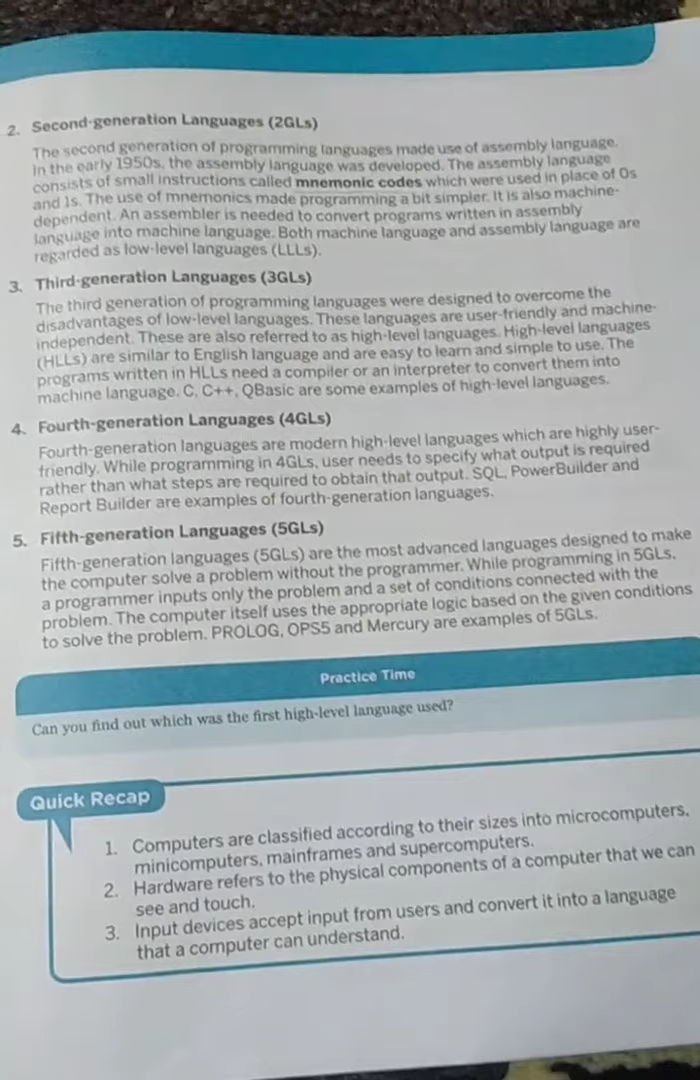 2. Second-generation Languages (2GLs)
The second generation of programming languages made use of assembly language.
In the early 1950s, the assembly language was developed. The assembly language
consists of small instructions called mnemonic codes which were used in place of 0s
and 1s. The use of mnemonics made programming a bit simpler. It is also machine-
dependent. An assembler is needed to convert programs written in assembly
language into machine language. Both machine language and assembly language are
regarded as low-level languages (LLLs).
3. Third-generation Languages (3GLs)
The third generation of programming languages were designed to overcome the
disadvantages of low-level languages. These languages are user-friendly and machine-
independent. These are also referred to as high-level languages. High-level languages
(HLLs) are similar to English language and are easy to learn and simple to use. The
programs written in HLLs need a compiler or an interpreter to convert them into
machine language. C, C++, QBasic are some examples of high-level languages.
4. Fourth-generation Languages (4GLs)
Fourth-generation languages are modern high-level languages which are highly user-
friendly. While programming in 4GLs, user needs to specify what output is required
rather than what steps are required to obtain that output. SQL, PowerBuilder and
Report Builder are examples of fourth-generation languages.
5. Fifth-generation Languages (5GLs)
Fifth-generation languages (5GLs) are the most advanced languages designed to make
the computer solve a problem without the programmer. While programming in 5GLs,
a programmer inputs only the problem and a set of conditions connected with the
problem. The computer itself uses the appropriate logic based on the given conditions
to solve the problem. PROLOG, OPS5 and Mercury are examples of 5GLs.
Practice Time
Can you find out which was the first high-level language used?
Quick Recap
1. Computers are classified according to their sizes into microcomputers,
minicomputers, mainframes and supercomputers.
2. Hardware refers to the physical components of a computer that we can
see and touch.
3. Input devices accept input from users and convert it into a language
that a computer can understand.